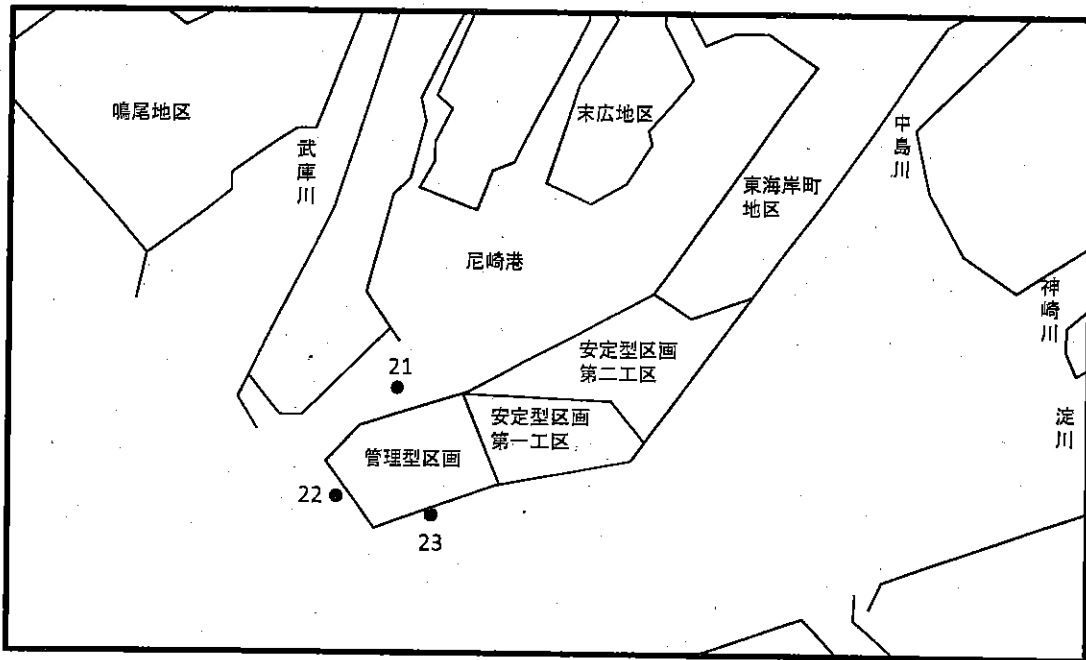 鳴尾地区
武庫川
末広地区
中島川
東海岸町
地区
尼崎港
神崎川
安定型区画
第二工区
21
安定型区画
第一工区
淀川
管理型区画
22
23